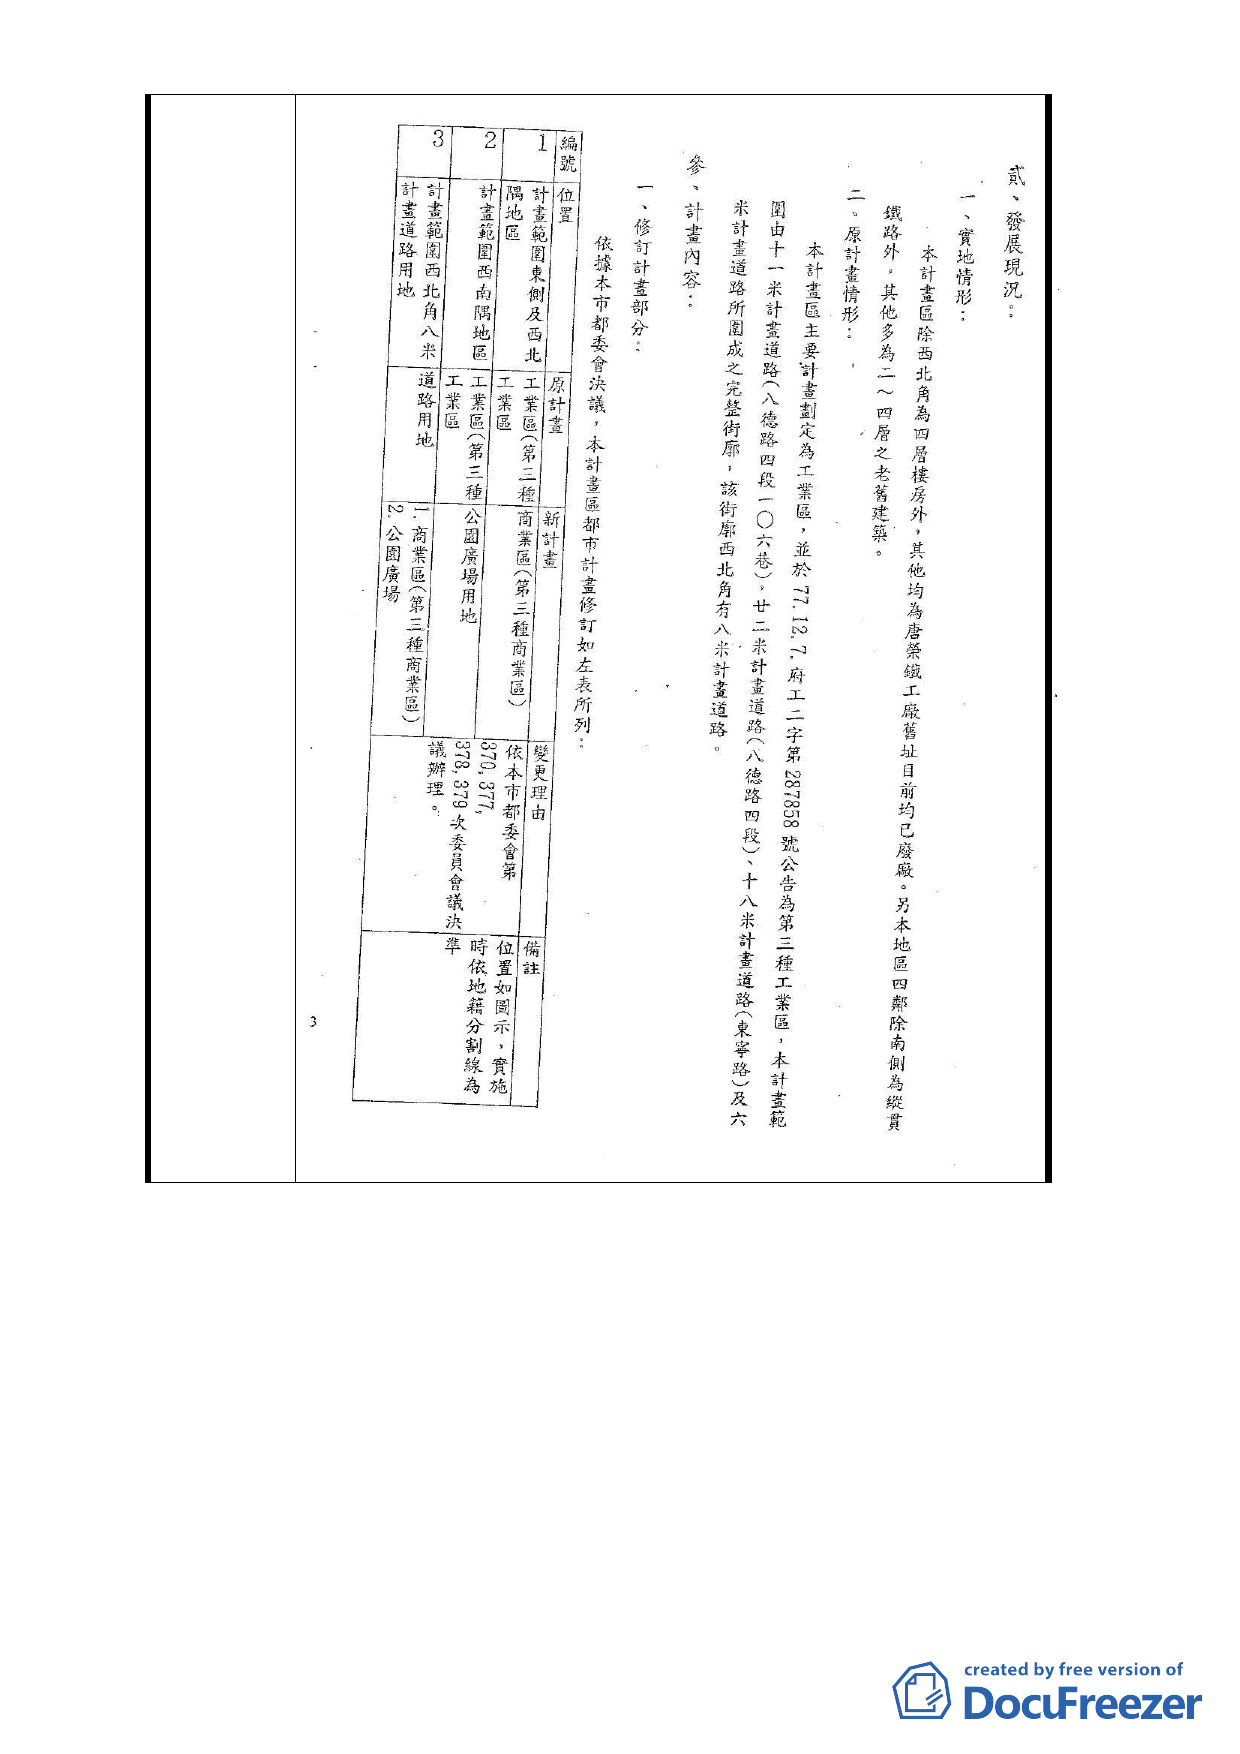 貳、發展現況：
一、實地情形：
本計畫區除西北角為四層樓房外，其他均為唐榮鐵工廠舊址目前均已廢廠。另本地區四鄰除南側為縱貫
鐵路外，其他多為二～四層之老舊建築。
二。原計畫情形：
本計畫區主要計畫劃定為工業區，並於77.12.7.府工二字第287858號公告為第三種工業區，本計畫範
圍由十一米計畫道路（八德路四段一〇六巷），廿二米計畫道路（八德路四段）、十八米計畫道路（東寧路）及六
米計畫道路所圍成之完整街廓，該街廓西北角有八米計畫道路。
參、計畫內容：
一、修訂計畫部分：
依據本市都委會決議，本計畫區都市計畫修訂如左表所列：
編號
位置
原計畫
新計畫
變更理由
備註
1
計畫範圍東側及西北
隅地區
工業區（第三種
工業區
商業區（第三種商業區）
依本市都委會第
370, 377,
378, 379次委員會議決
議辦理。
位置如圖示，實施
時依地籍分割線為
準
2
計畫範圍西南隅地區
工業區（第三種
工業區
公園廣場用地
3
計畫範圍西北角八米
計畫道路用地
道路用地
1.商業區（第三種商業區）
2.公園廣場
3
created by free version of
DocuFreezer